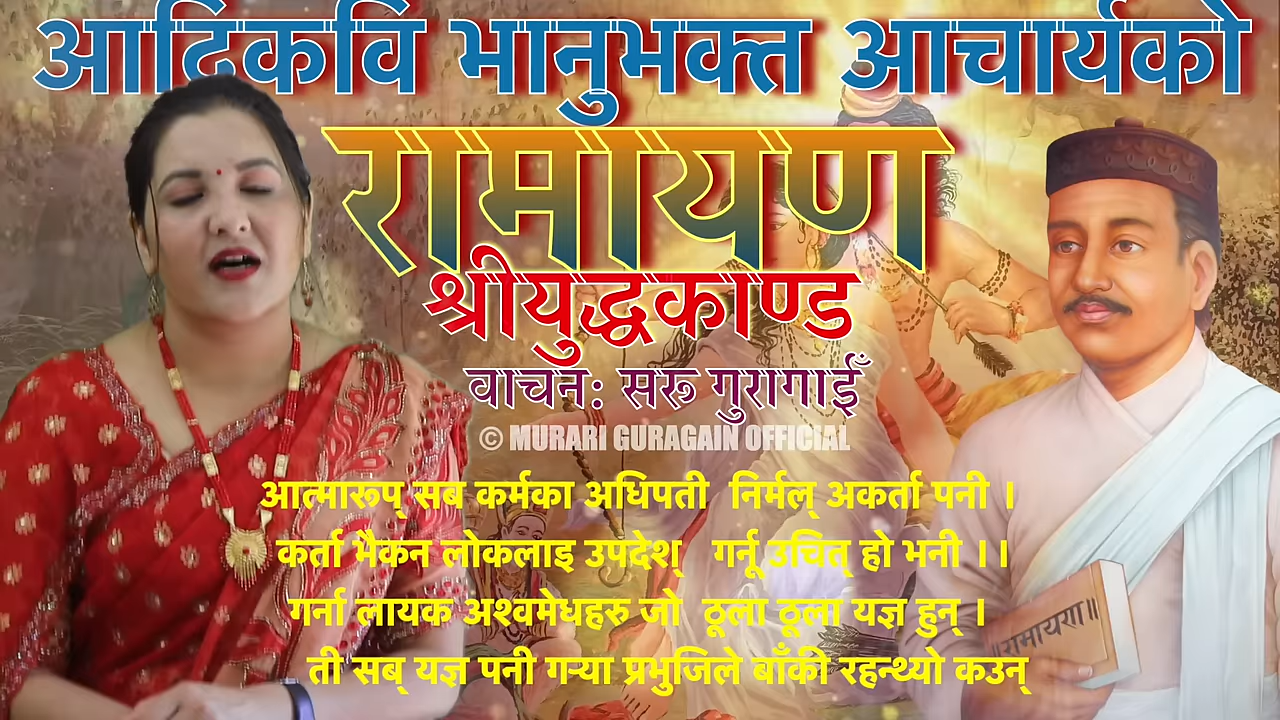 आदिकवि भानुभक्त आचार्यको
रामायण
श्रीयुद्धकाण्ड
वाचन: सरू गुरागाईँ
© MURARI GURAGAIN OFFICIAL
आत्मारूप् सब कर्मका अधिपती निर्मल् अकर्ता पनी ।
कर्ता भैकन लोकलाइ उपदेश् गर्नू उचित् हो भनी ।।
गर्ना लायक अश्वमेधहरु जो ठूला ठूला यज्ञ हुन् ।
ती सब् यज्ञ पनी गऱ्या प्रभुजिले बाँकी रहन्थ्यो कउन्
रामायण॥